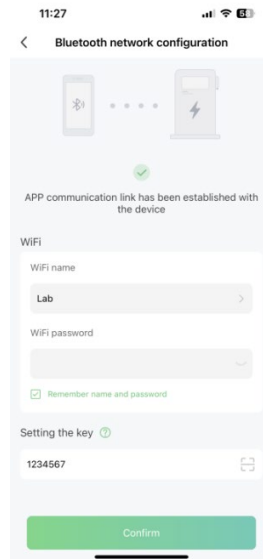 11:27
Bluetooth network configuration
APP communication link has been established with
the device
WiFi
WiFi name
Lab
WiFi password
Remember name and password
Setting the key ?
1234567
Confirm